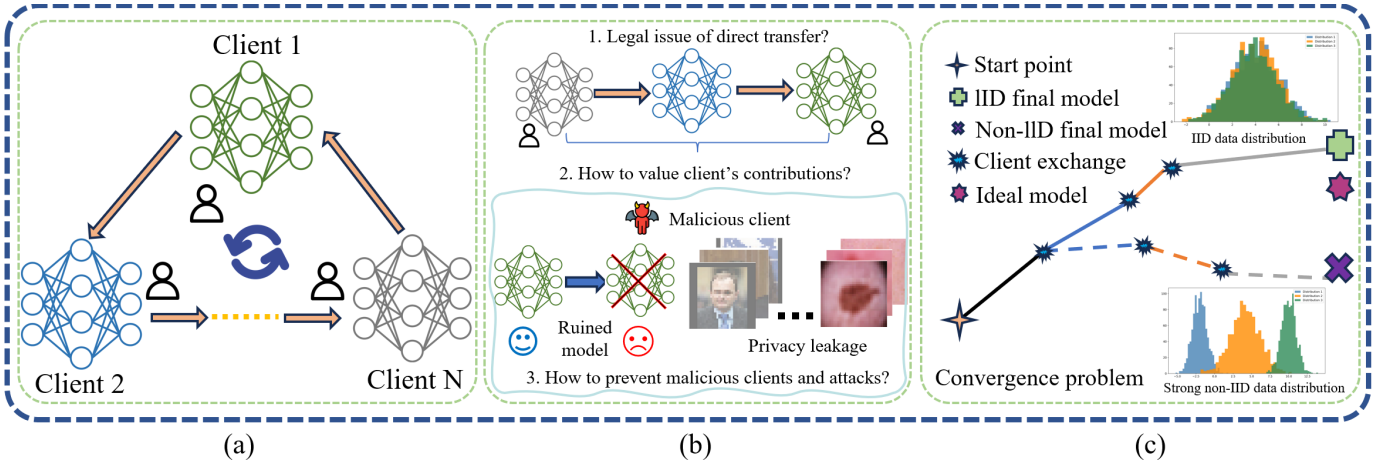 Client 1
Client 2
Client N
(a)
1. Legal issue of direct transfer?
2. How to value client's contributions?
Malicious client
Ruined
model
Privacy leakage
3. How to prevent malicious clients and attacks?
(b)
Start point
IID final model
Non-IID final model
Client exchange
Ideal model
IID data distribution
Convergence problem
Strong non-IID data distribution
(c)